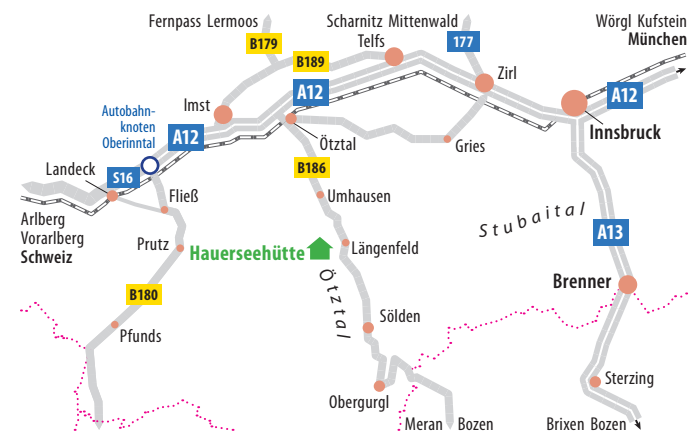 Fernpass Lermoos
Scharnitz Mittenwald
Wörgl Kufstein
München
B179
Telfs
177
B189
Zirl
A12
A12
Imst
Autobahn-
knoten
Oberinntal
A12
Innsbruck
Ötztal
Gries
Landeck
S16
B186
Fließ
Umhausen
Arlberg
Vorarlberg
Schweiz
Stubaital
A13
Prutz
Hauerseehütte
Längenfeld
Ötztal
Brenner
B180
Pfunds
Sölden
Sterzing
Obergurgl
Meran
Bozen
Brixen Bozen